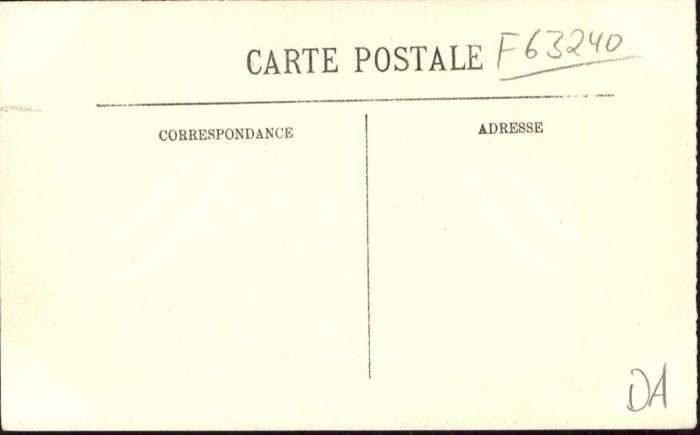 CARTE POSTALE F63240
CORRESPONDANCE
ADRESSE
DA